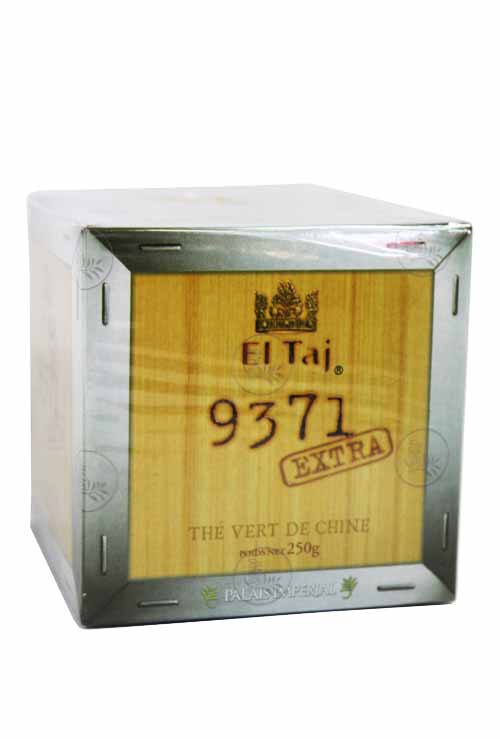 El Taj ®
9371
EXTRA
THÉ VERT DE CHINE
POIDS NET 250g
PALAIS IMPERIAL